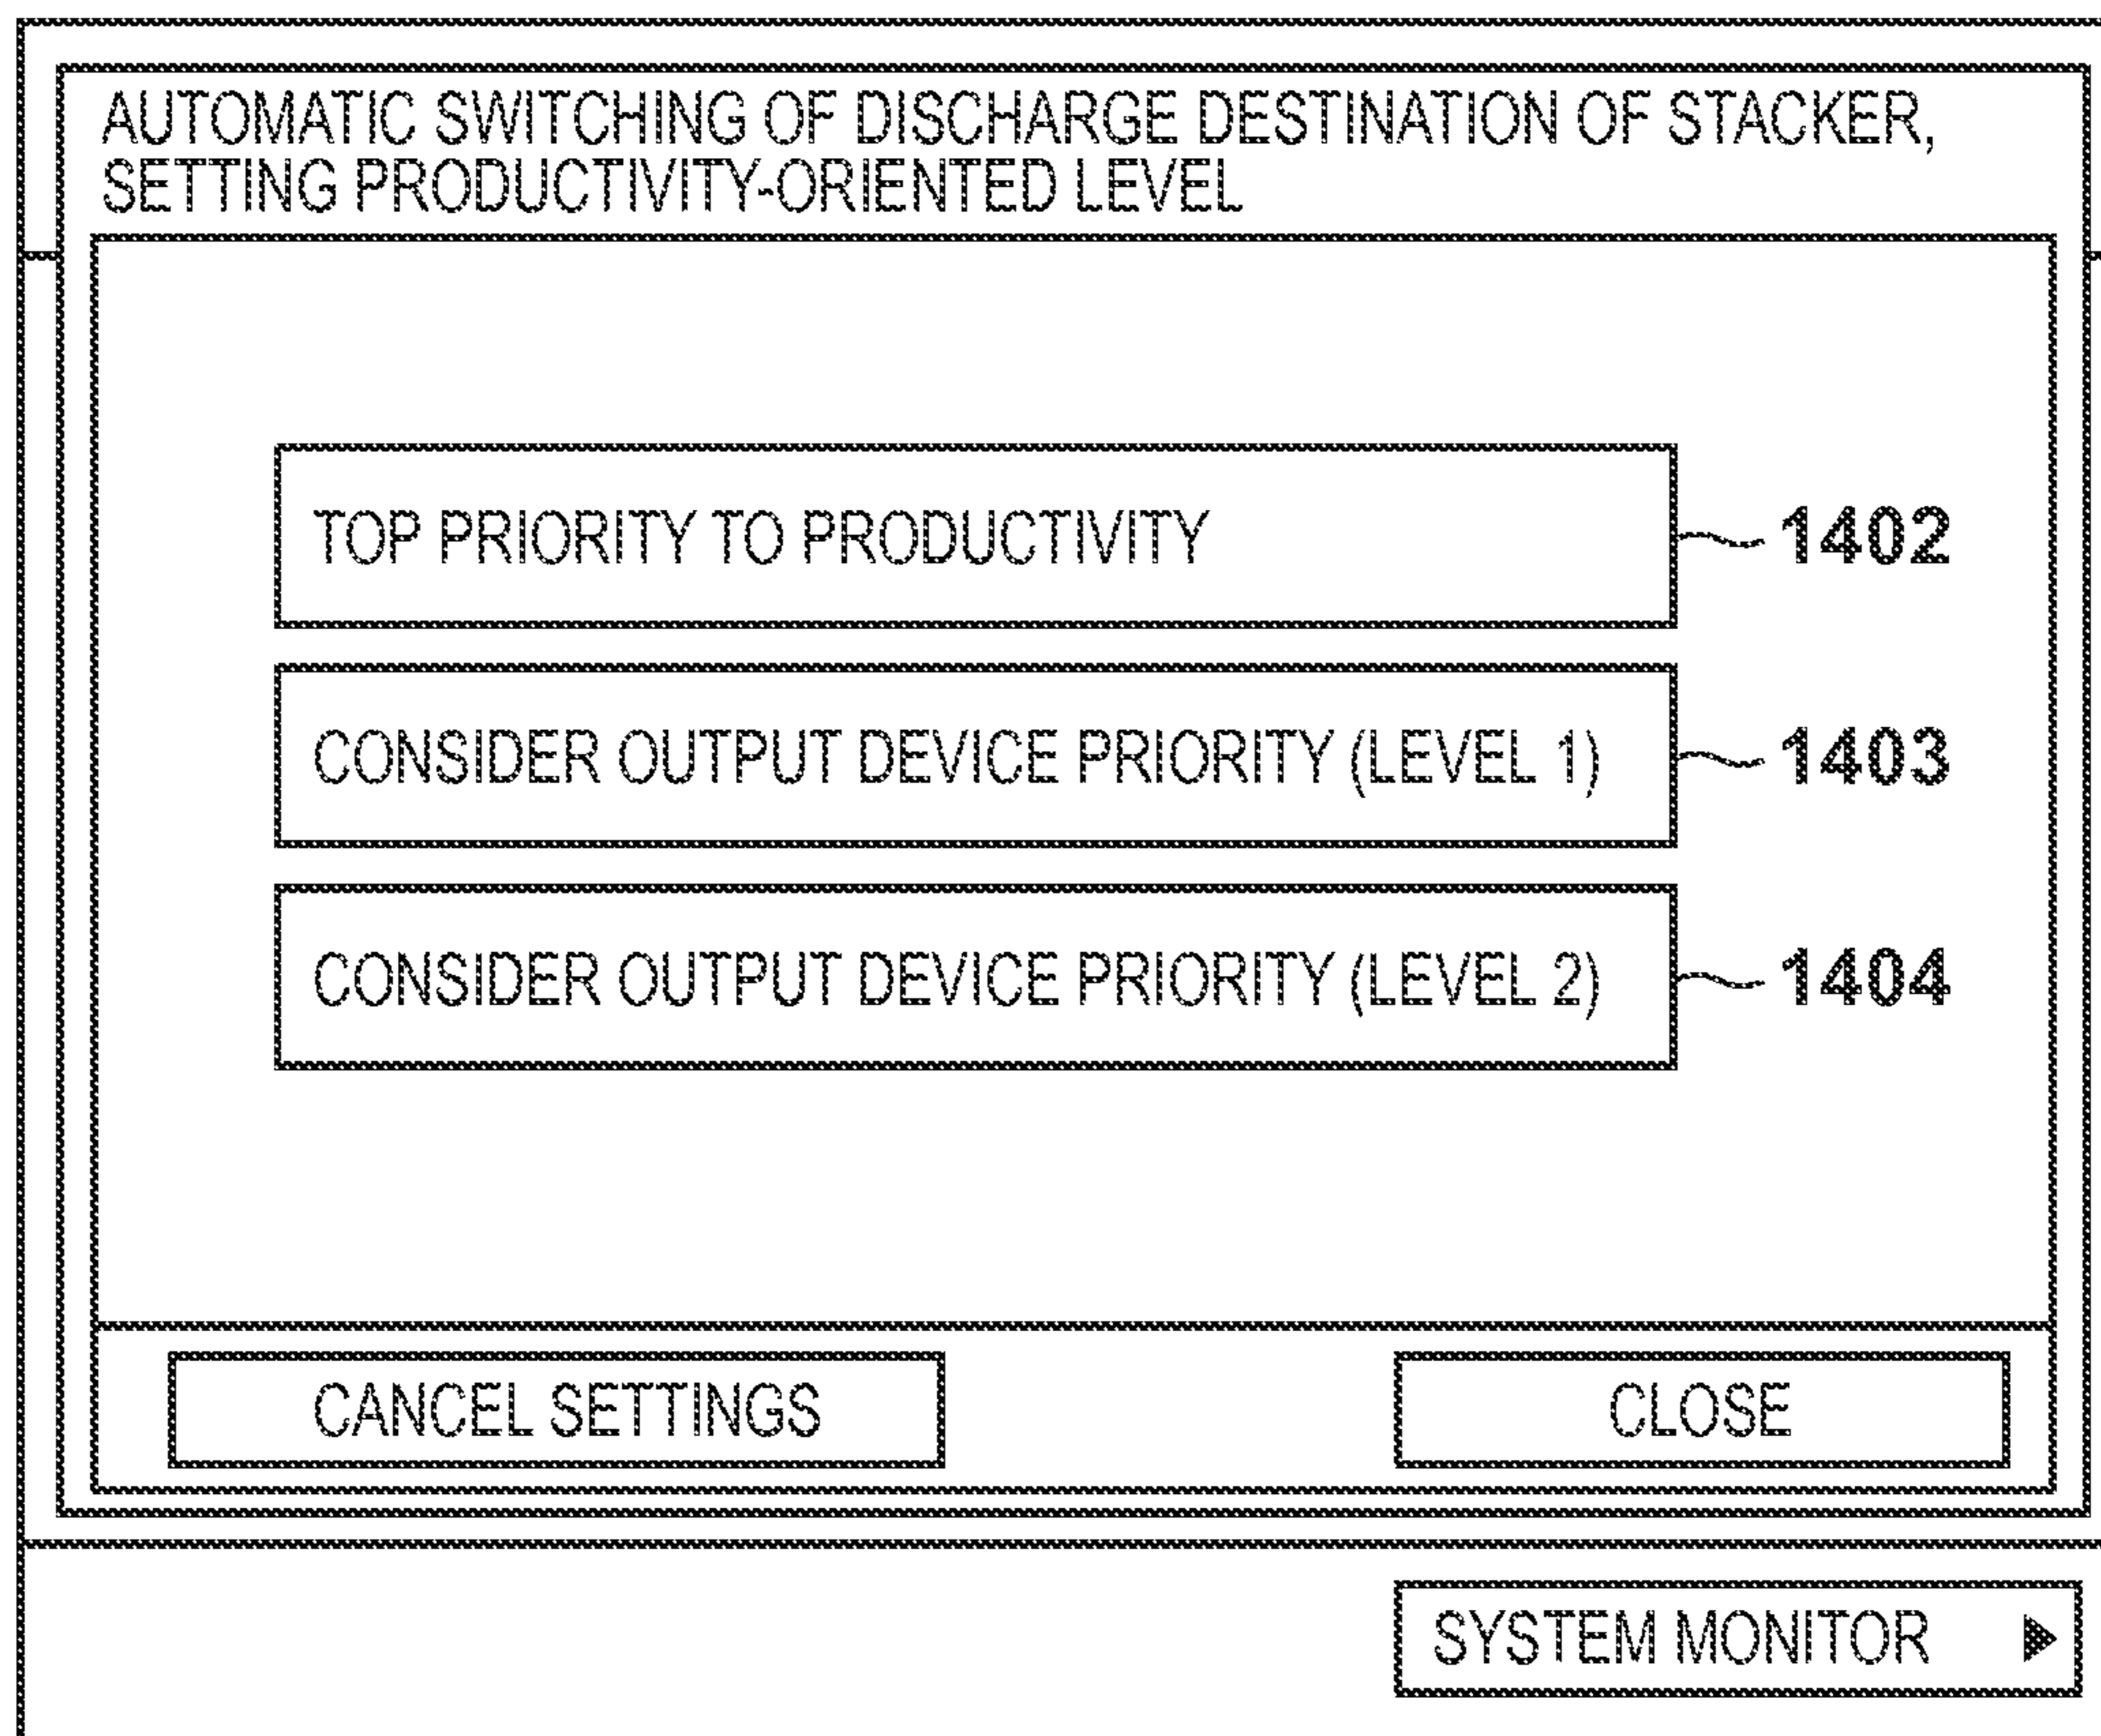 AUTOMATIC SWITCHING OF DISCHARGE DESTINATION OF STACKER,
SETTING PRODUCTIVITY-ORIENTED LEVEL
TOP PRIORITY TO PRODUCTIVITY
1402
CONSIDER OUTPUT DEVICE PRIORITY (LEVEL 1)
1403
CONSIDER OUTPUT DEVICE PRIORITY (LEVEL 2)
1404
CANCEL SETTINGS
CLOSE
SYSTEM MONITOR